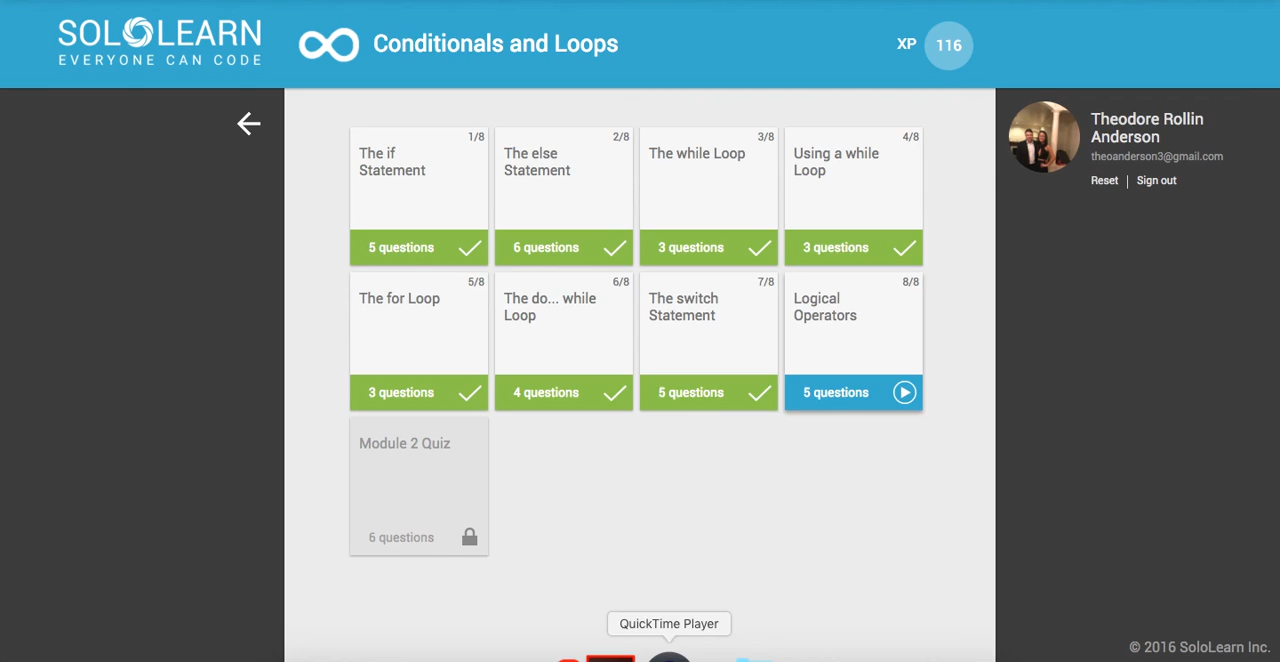 SOLOLEARN
EVERYONE CAN CODE
Conditionals and Loops
XP 116
Theodore Rollin
Anderson
theoanderson3@gmail.com
Reset | Sign out
1/8
The if
Statement
5 questions
2/8
The else
Statement
6 questions
3/8
The while Loop
3 questions
4/8
Using a while
Loop
3 questions
5/8
The for Loop
3 questions
6/8
The do... while
Loop
4 questions
7/8
The switch
Statement
5 questions
8/8
Logical
Operators
5 questions
Module 2 Quiz
6 questions
QuickTime Player
© 2016 SoloLearn Inc.